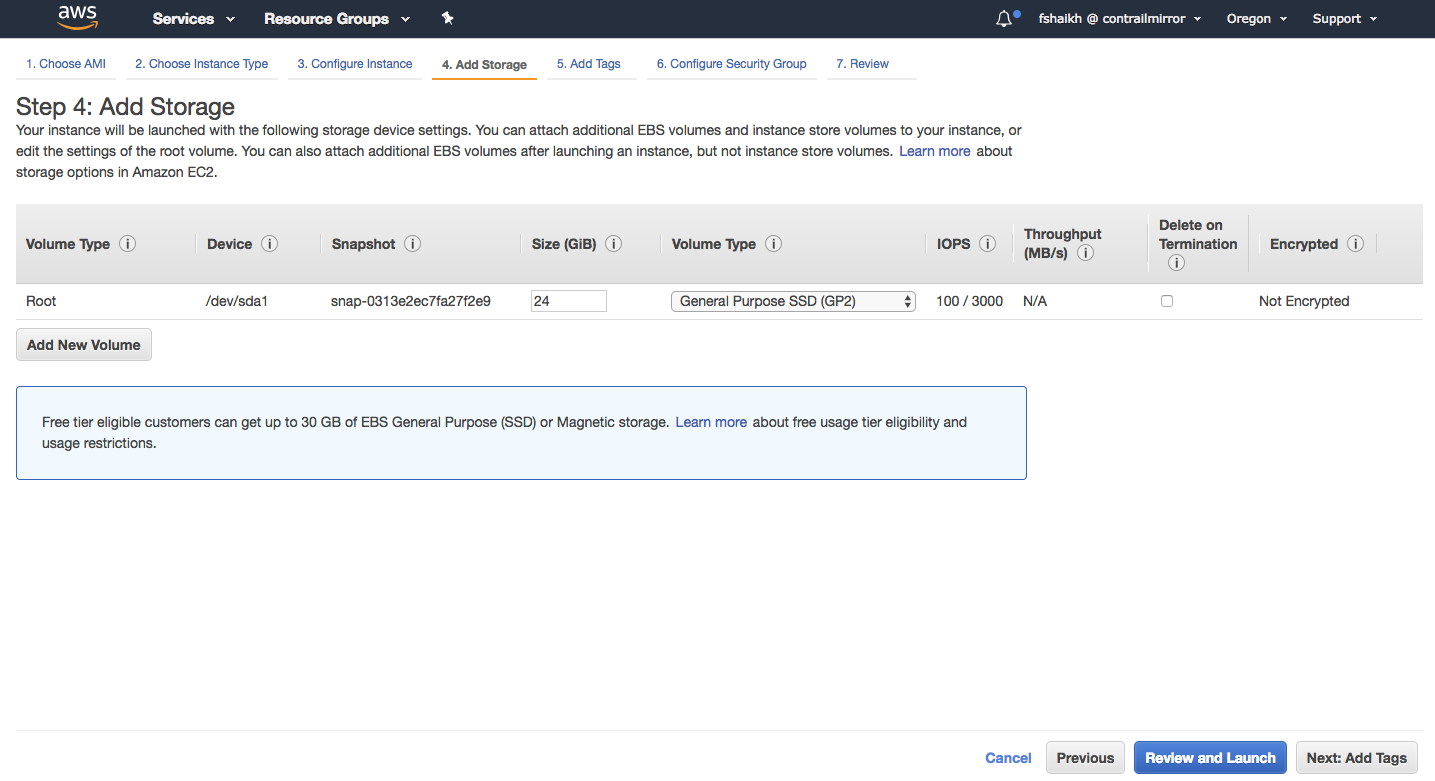 aws Services Resource Groups fshaikh @ contrailmirror Oregon Support
1. Choose AMI 2. Choose Instance Type 3. Configure Instance 4. Add Storage 5. Add Tags 6. Configure Security Group 7. Review
Step 4: Add Storage
Your instance will be launched with the following storage device settings. You can attach additional EBS volumes and instance store volumes to your instance, or
edit the settings of the root volume. You can also attach additional EBS volumes after launching an instance, but not instance store volumes. Learn more about
storage options in Amazon EC2.
Volume Type i Device i Snapshot i Size (GiB) i Volume Type i IOPS i Throughput
(MB/s) i Delete on
Termination
i Encrypted i
Root /dev/sda1 snap-0313e2ec7fa27f2e9 24 General Purpose SSD (GP2) 100 / 3000 N/A Not Encrypted
Add New Volume
Free tier eligible customers can get up to 30 GB of EBS General Purpose (SSD) or Magnetic storage. Learn more about free usage tier eligibility and
usage restrictions.
Cancel Previous Review and Launch Next: Add Tags